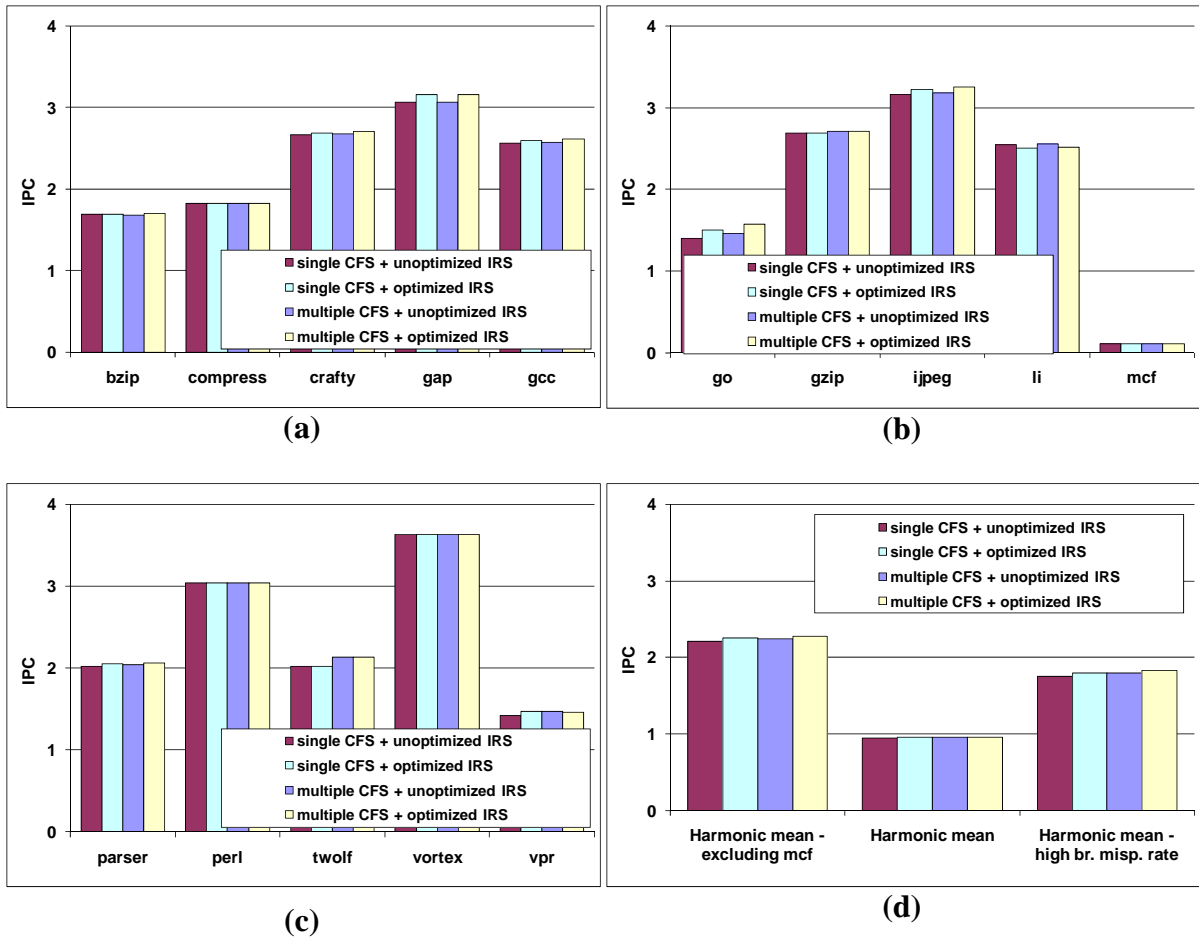 4
3
2
1
0
IPC
single CFS + unoptimized IRS
single CFS + optimized IRS
multiple CFS + unoptimized IRS
multiple CFS + optimized IRS
bzip compress crafty gap gcc
(a)
4
3
2
1
0
IPC
single CFS + unoptimized IRS
single CFS + optimized IRS
multiple CFS + unoptimized IRS
multiple CFS + optimized IRS
go gzip ijpeg li mcf
(b)
4
3
2
1
0
IPC
single CFS + unoptimized IRS
single CFS + optimized IRS
multiple CFS + unoptimized IRS
multiple CFS + optimized IRS
parser perl twolf vortex vpr
(c)
4
3
2
1
0
IPC
single CFS + unoptimized IRS
single CFS + optimized IRS
multiple CFS + unoptimized IRS
multiple CFS + optimized IRS
Harmonic mean -
excluding mcf
Harmonic mean
Harmonic mean -
high br. misp. rate
(d)